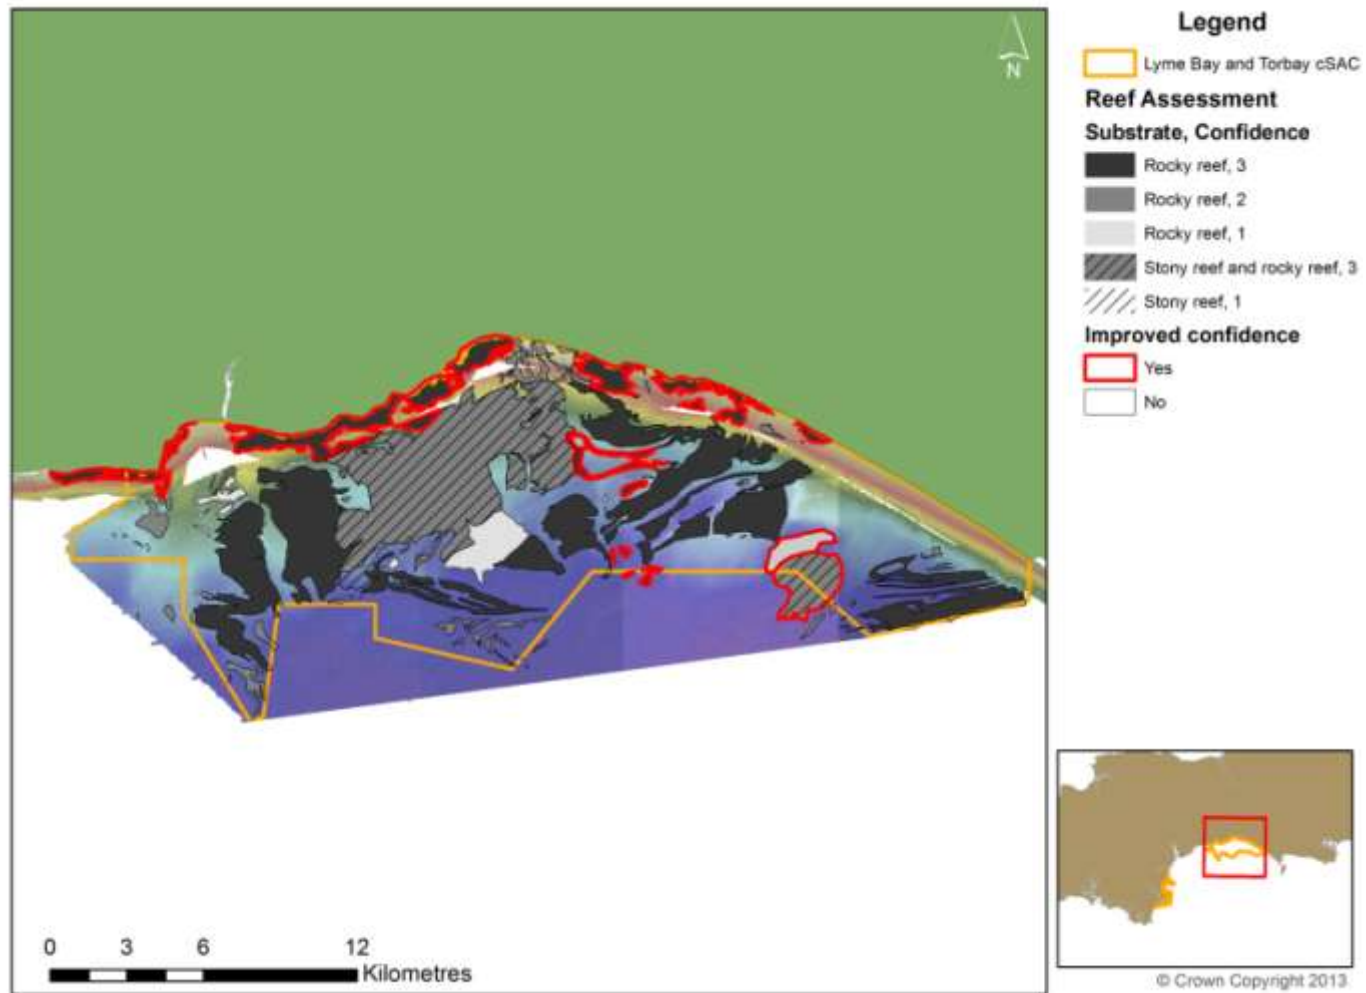 N
Legend
Lyme Bay and Torbay cSAC
Reef Assessment
Substrate, Confidence
Rocky reef, 3
Rocky reef, 2
Rocky reef, 1
Stony reef and rocky reef, 3
Stony reef, 1
Improved confidence
Yes
No
0 3 6 12
Kilometres
© Crown Copyright 2013